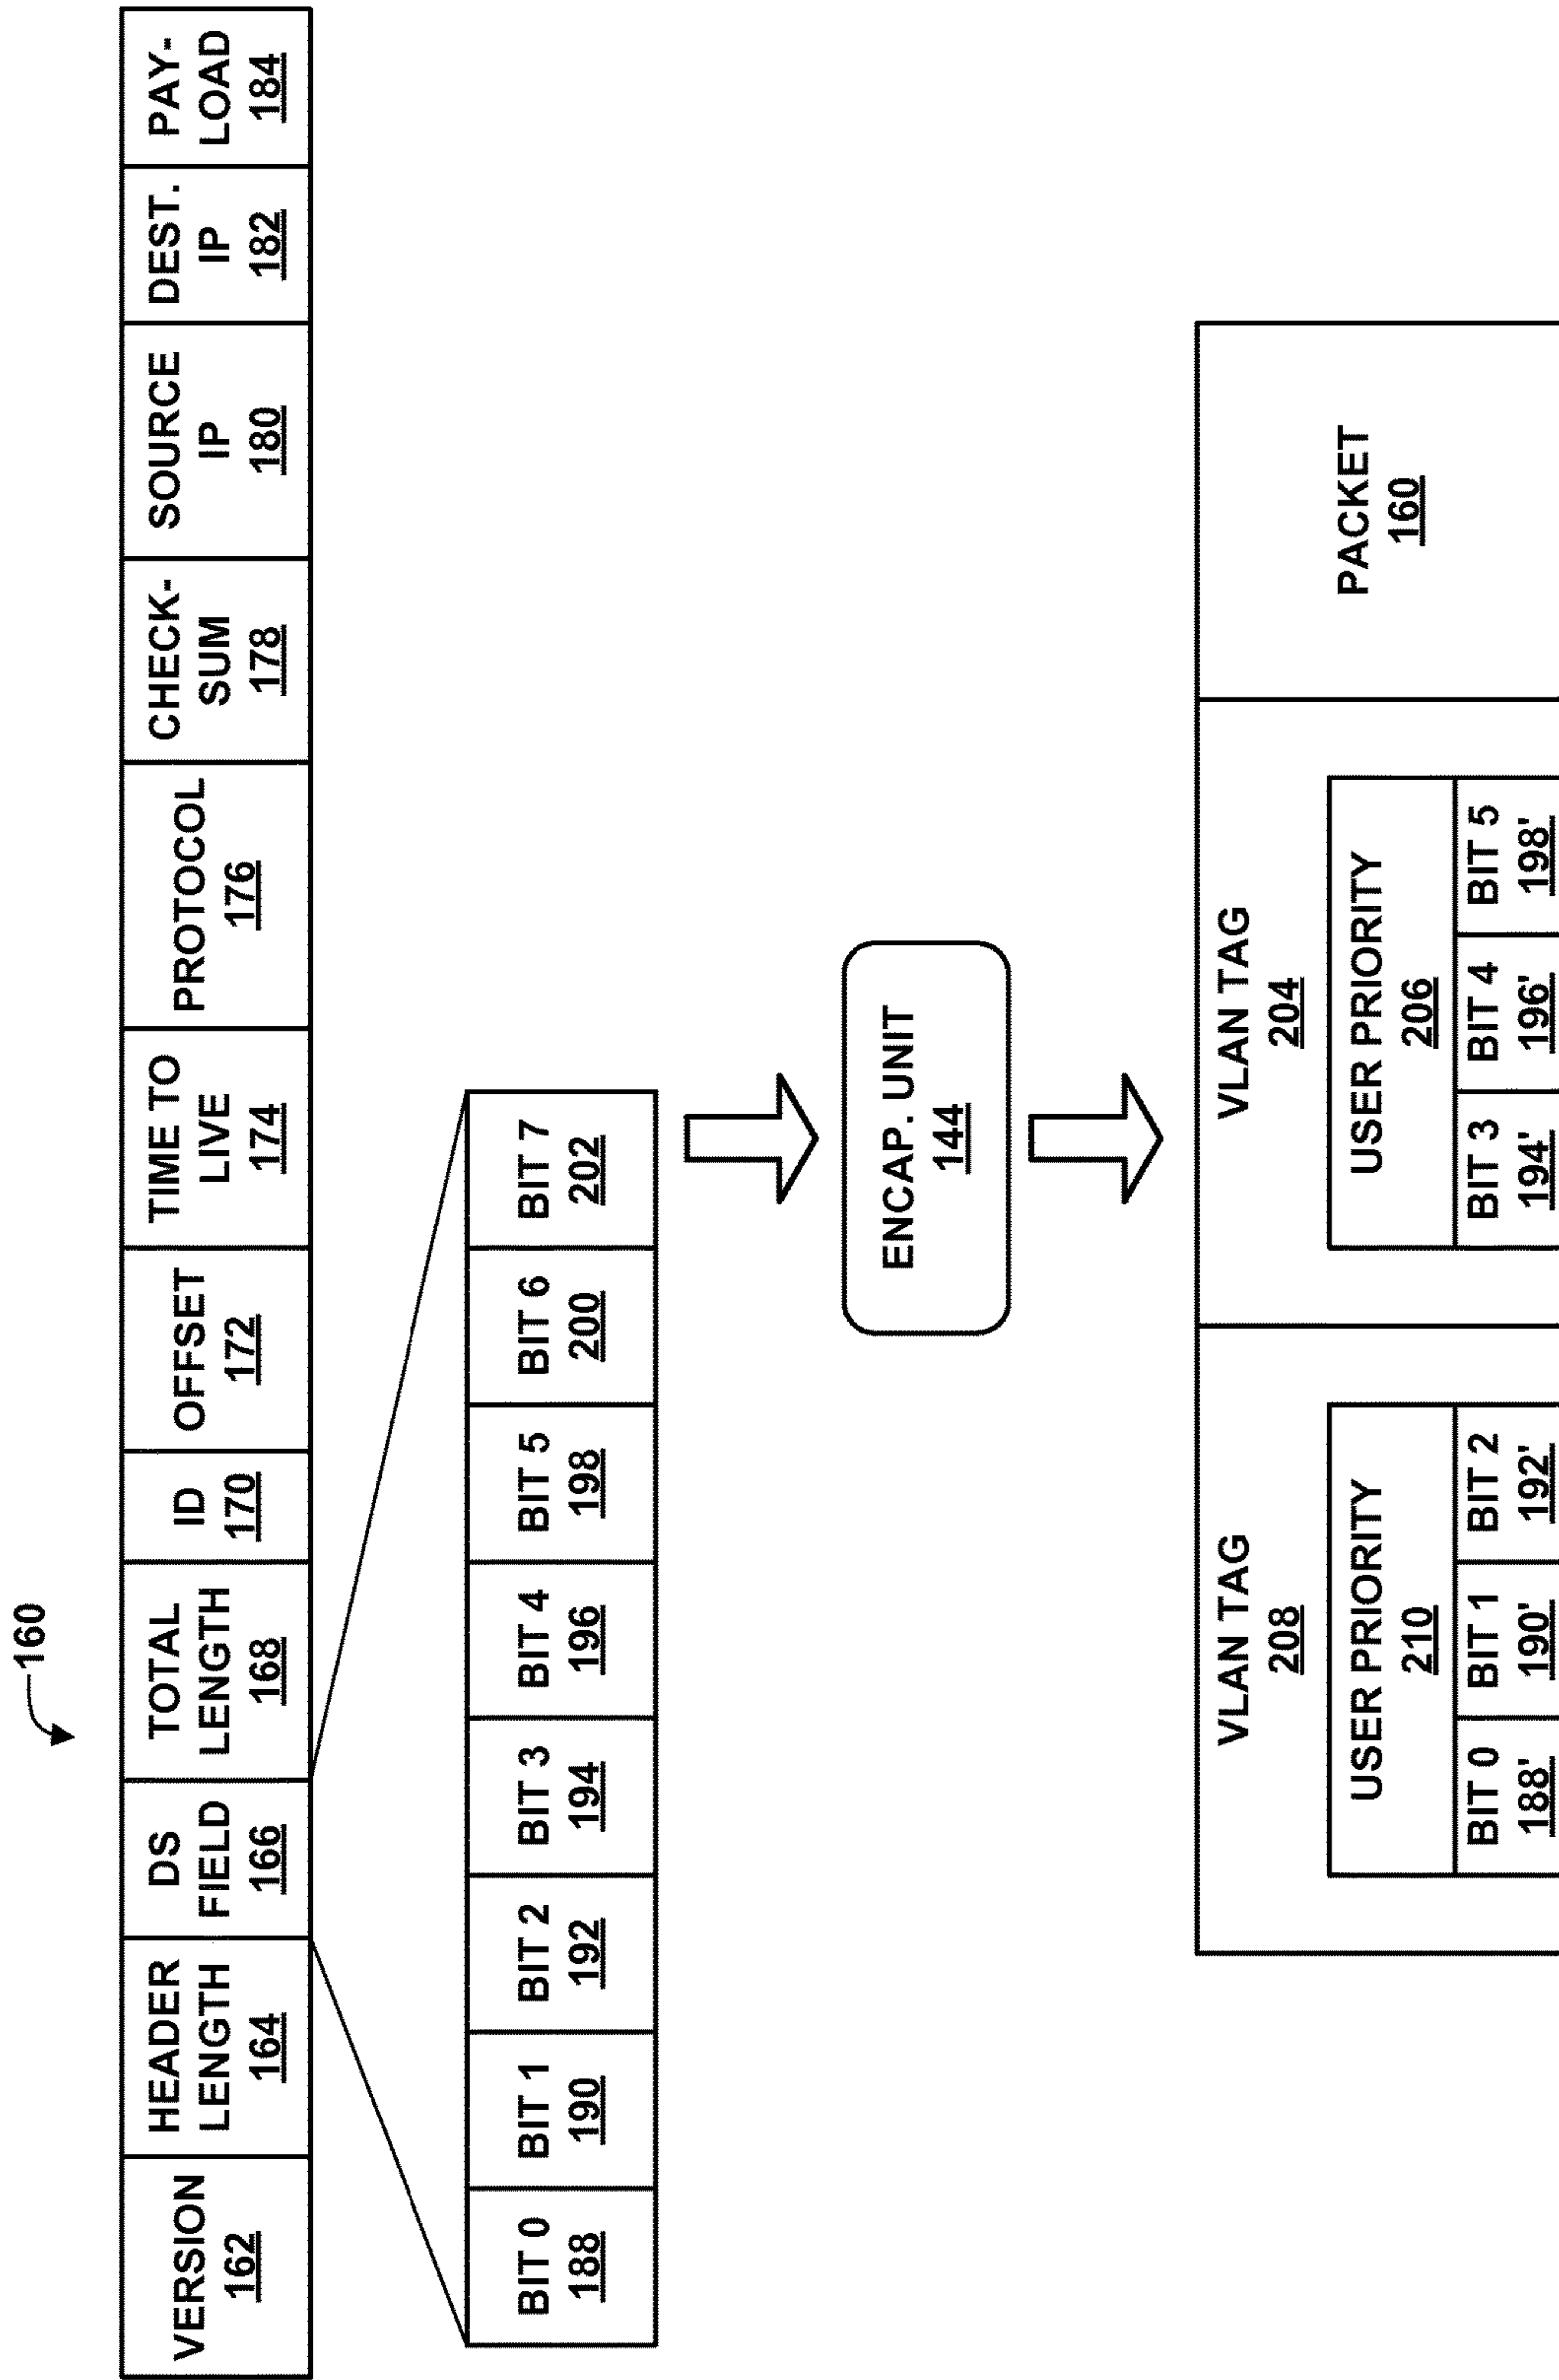 160
VERSION
162
HEADER
LENGTH
164
DS
FIELD
166
TOTAL
LENGTH
168
ID
170
OFFSET
172
TIME TO
LIVE
174
PROTOCOL
176
CHECK-
SUM
178
SOURCE
IP
180
DEST.
IP
182
PAY-
LOAD
184
BIT 0
188
BIT 1
190
BIT 2
192
BIT 3
194
BIT 4
196
BIT 5
198
BIT 6
200
BIT 7
202
ENCAP. UNIT
144
VLAN TAG
208
USER PRIORITY
210
BIT 0
188'
BIT 1
190'
BIT 2
192'
VLAN TAG
204
USER PRIORITY
206
BIT 3
194'
BIT 4
196'
BIT 5
198'
PACKET
160